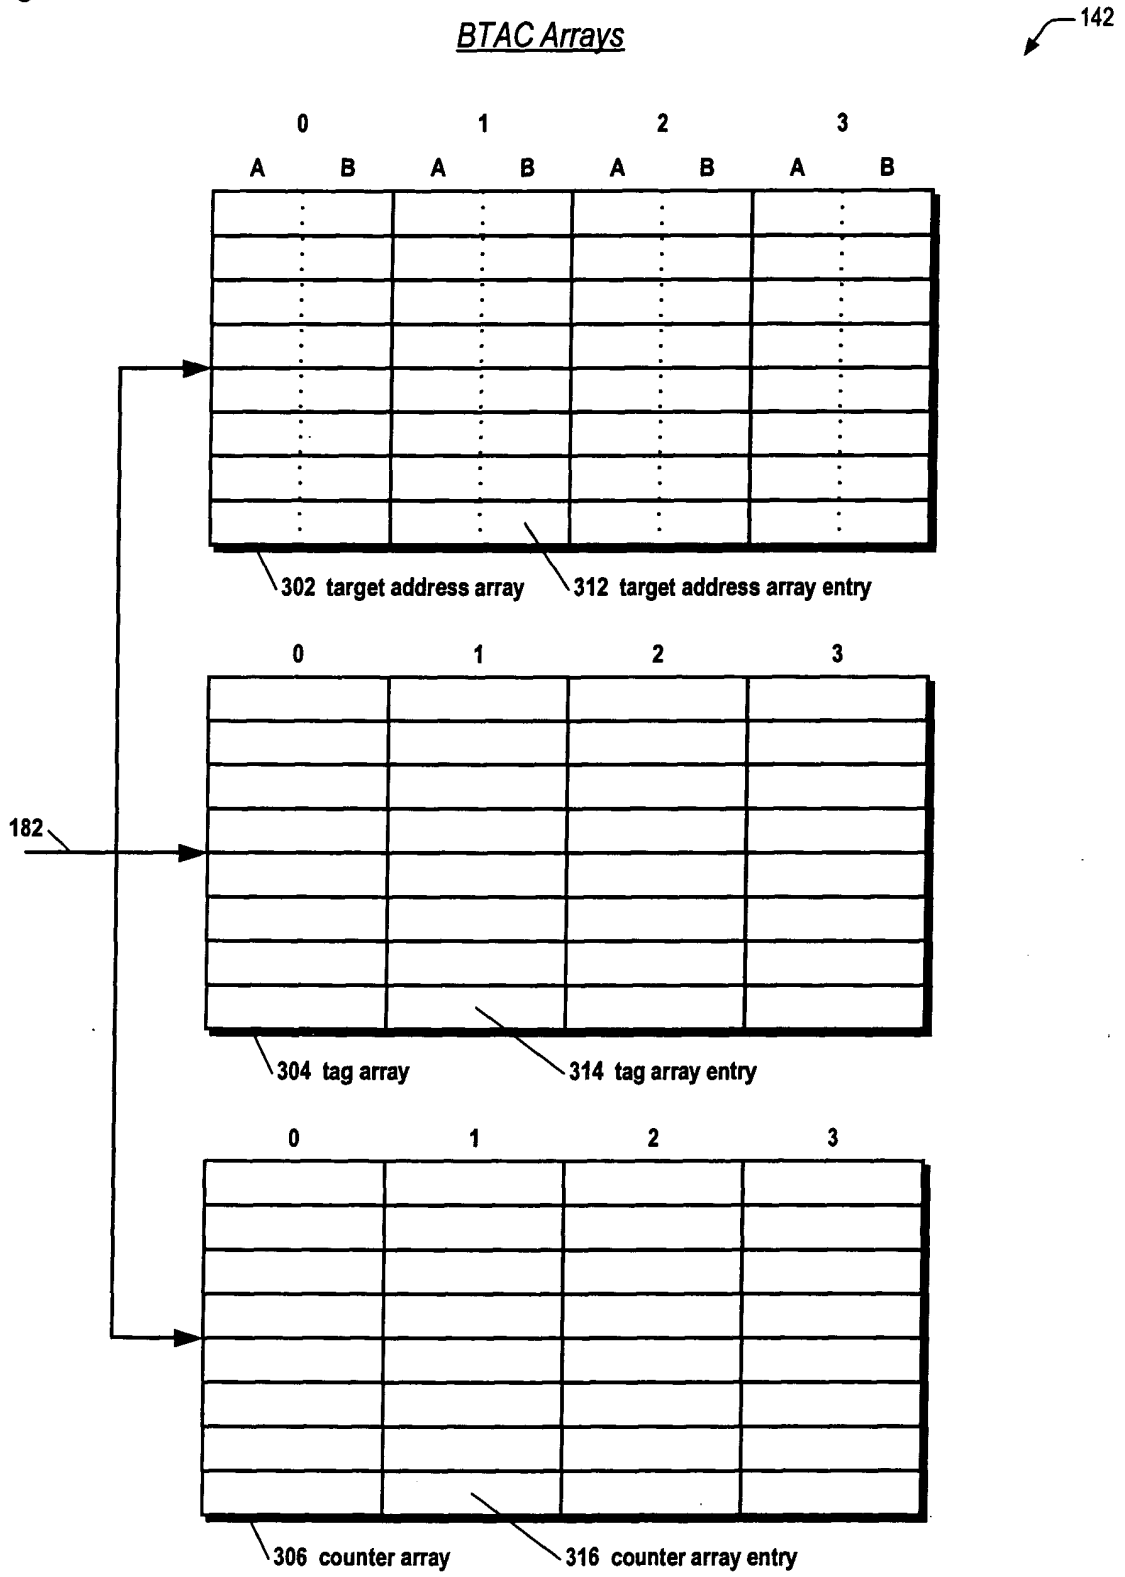 BTAC Arrays
142
0 1 2 3
A B A B A B A B
302 target address array
312 target address array entry
0 1 2 3
182
304 tag array
314 tag array entry
0 1 2 3
306 counter array
316 counter array entry